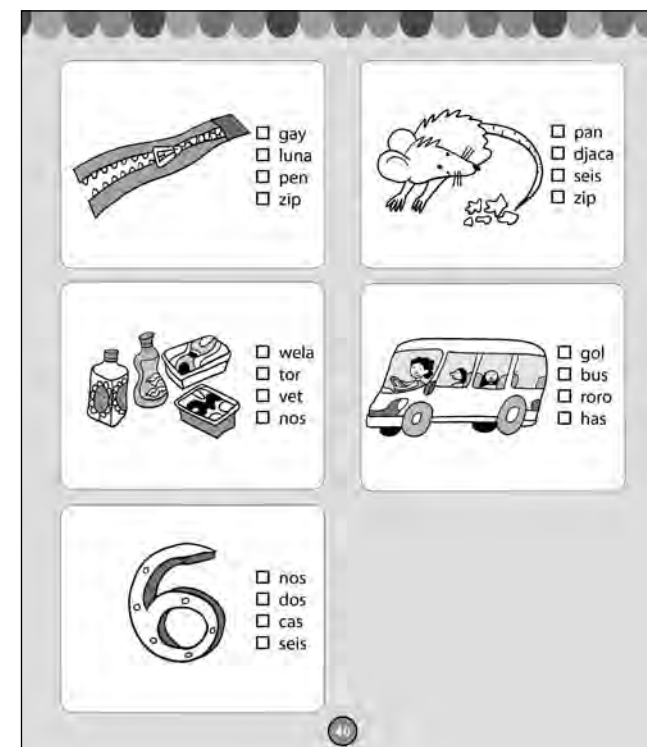 gay
luna
pen
zip
pan
djaca
seis
zip
wela
tor
vet
nos
gol
bus
roro
has
6
nos
dos
cas
seis
40